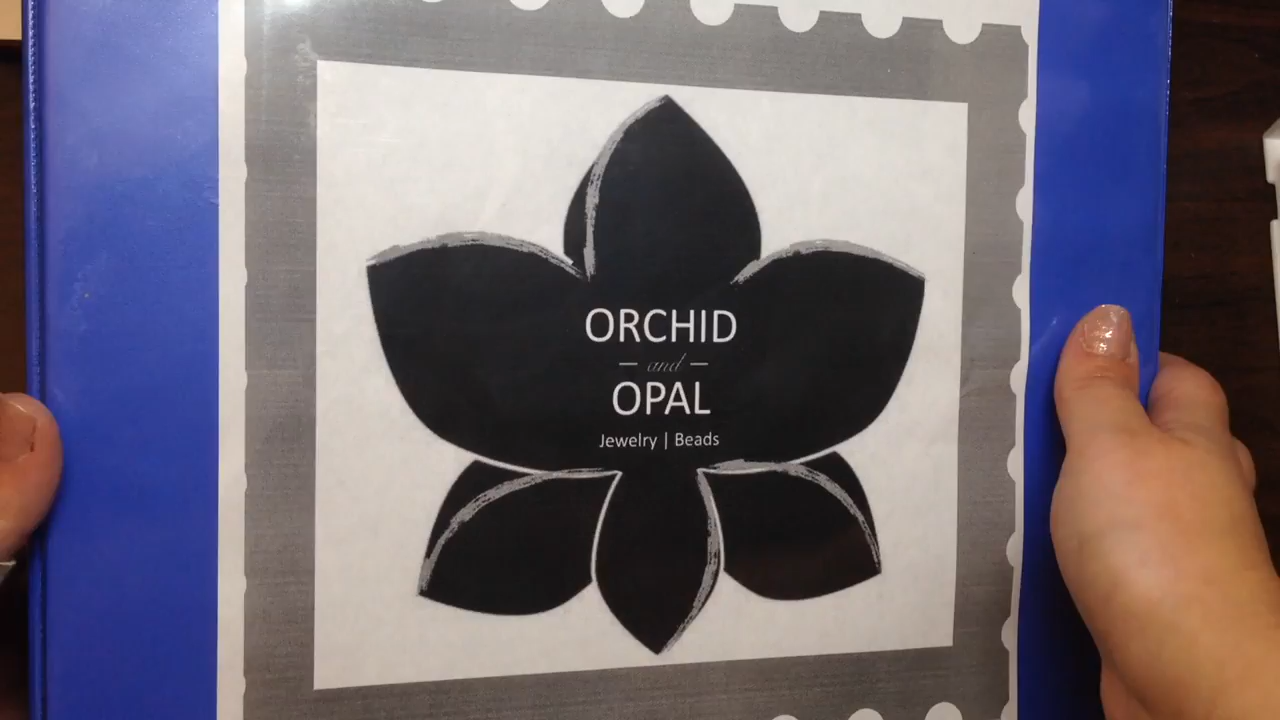 ORCHID
— and —
OPAL
Jewelry | Beads